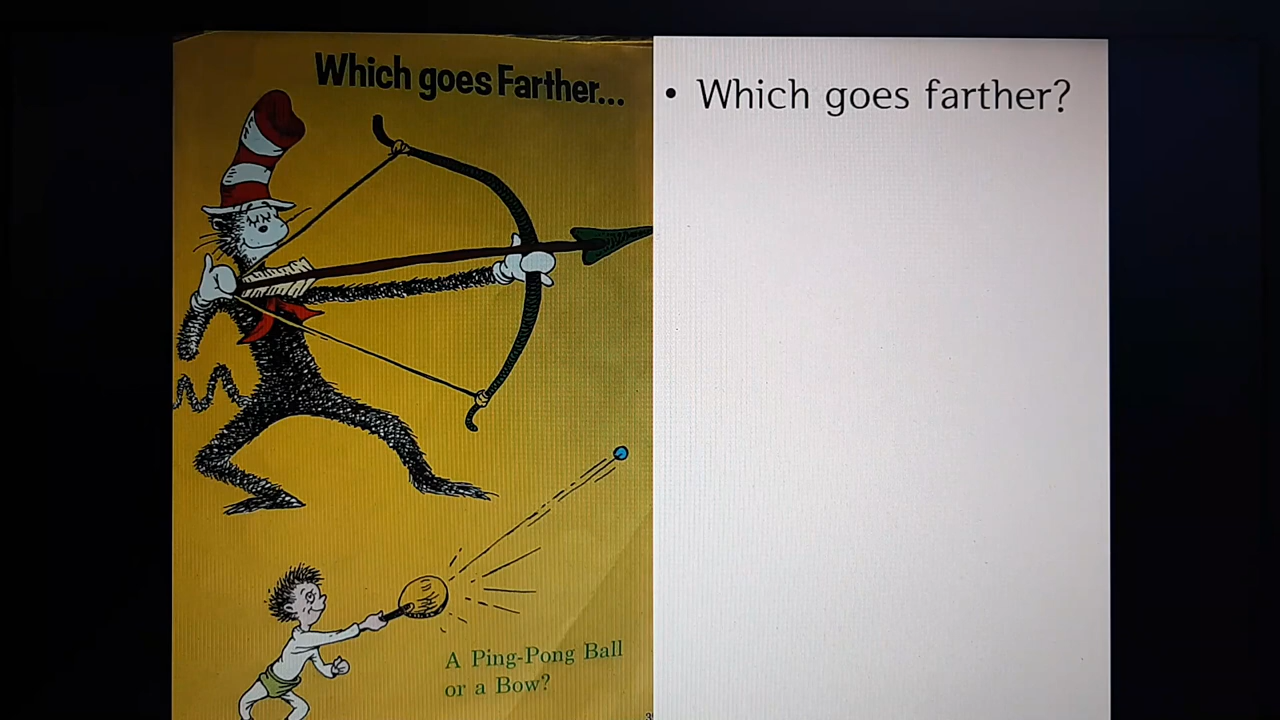 Which goes Farther...
A Ping-Pong Ball
or a Bow?
• Which goes farther?